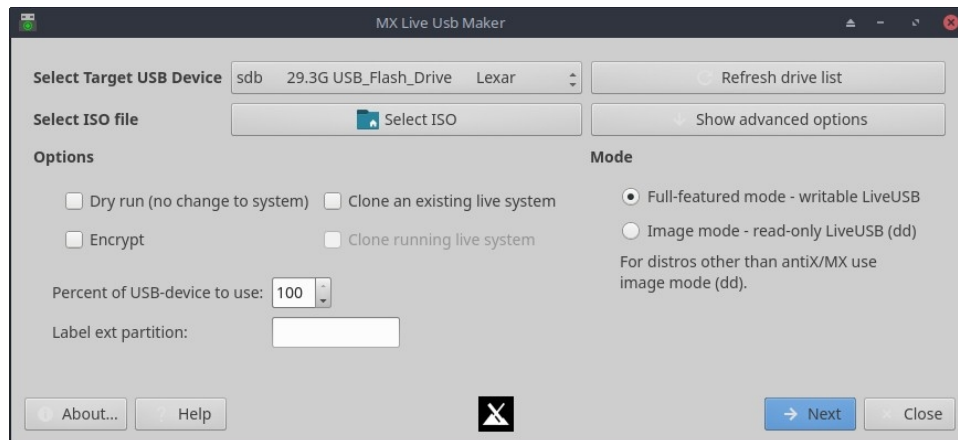 MX Live Usb Maker
Select Target USB Device sdb 29.3G USB_Flash_Drive Lexar Refresh drive list
Select ISO file Select ISO Show advanced options
Options Mode
Dry run (no change to system) Clone an existing live system Full-featured mode - writable LiveUSB
Encrypt Clone running live system Image mode - read-only LiveUSB (dd)
For distros other than antiX/MX use
image mode (dd).
Percent of USB-device to use: 100
Label ext partition:
About... Help Next Close